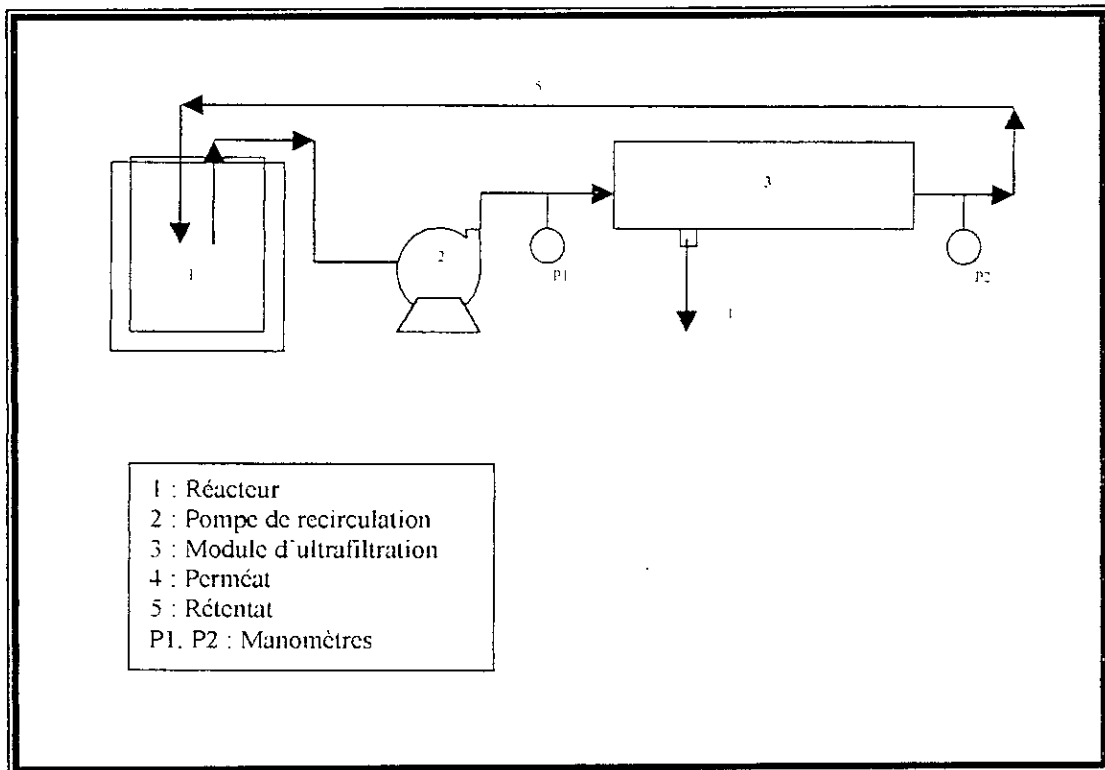 5
3
2
1
P1
P2
1 : Réacteur
2 : Pompe de recirculation
3 : Module d'ultrafiltration
4 : Perméat
5 : Rétentat
P1, P2 : Manomètres